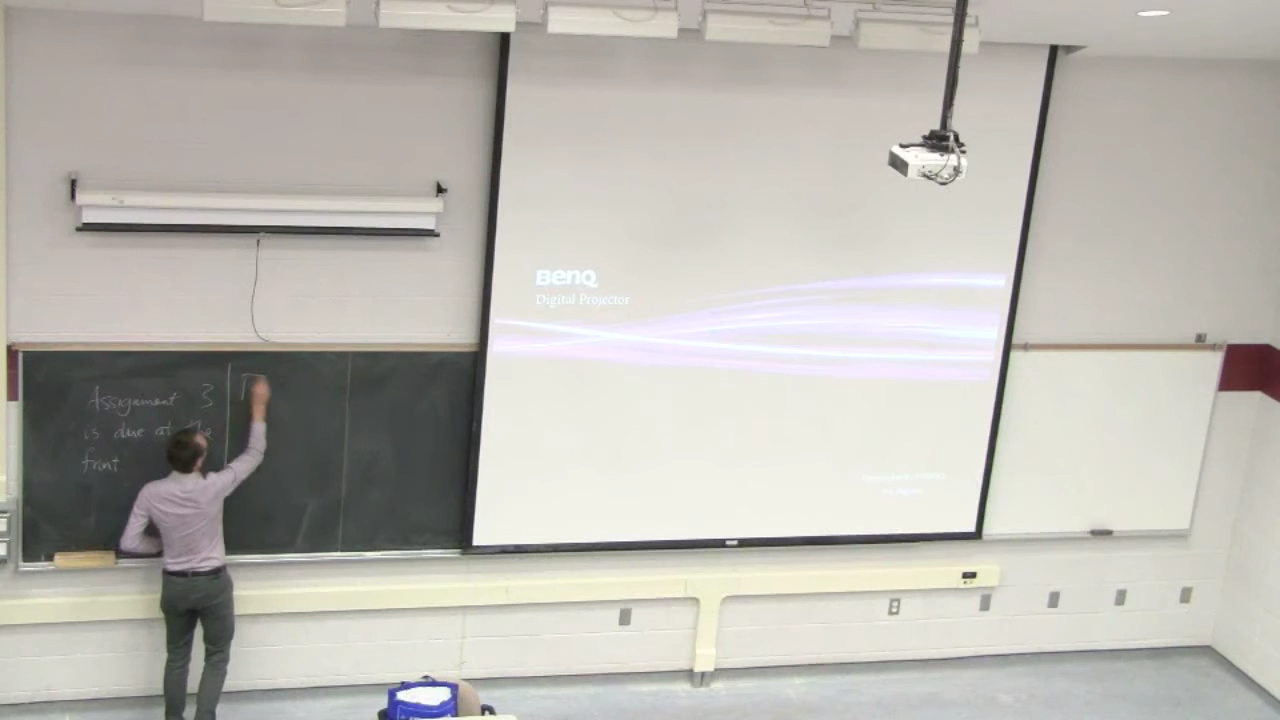 Assignment 3
is due at the
front
BenQ
Digital Projector